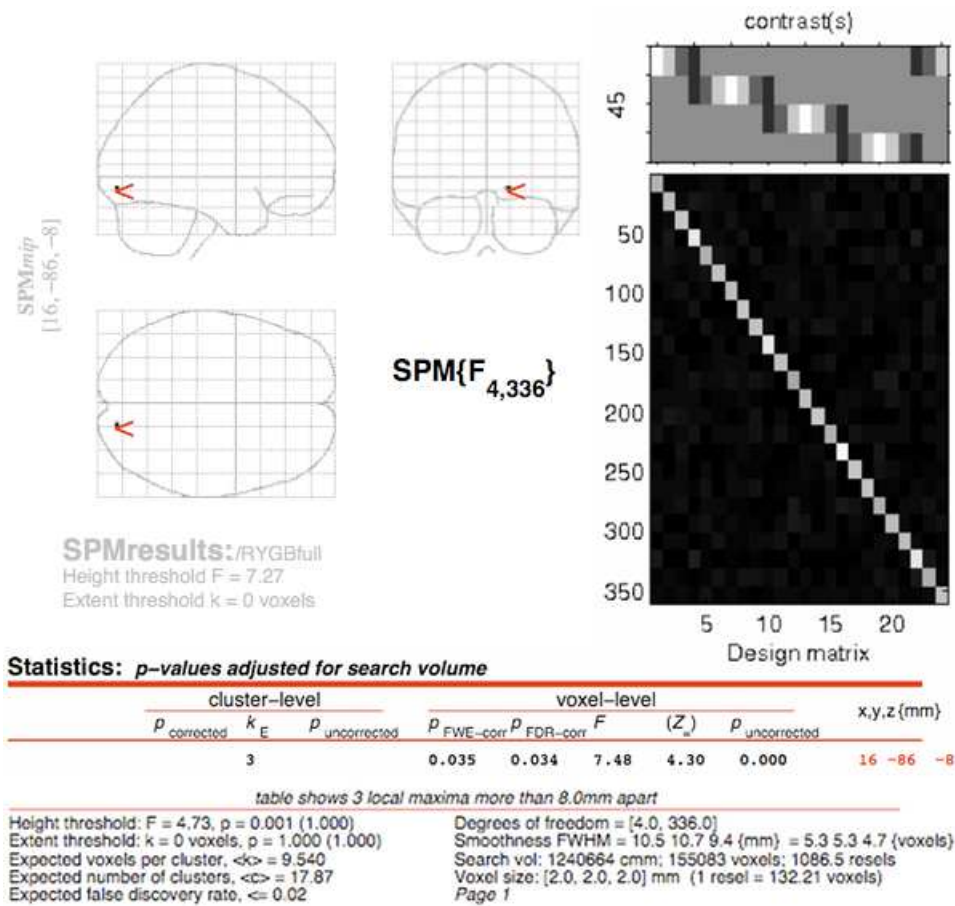 contrast(s)
45
SPMmip
[16, −86, −8]
SPM{F4,336}
50
100
150
200
250
300
350
5 10 15 20
Design matrix
SPMresults: /RYGBfull
Height threshold F = 7.27
Extent threshold k = 0 voxels
Statistics: p−values adjusted for search volume
cluster−level voxel−level x,y,z {mm}
p corrected k E p uncorrected p FWE−corr p FDR−corr F (Z≡) p uncorrected
3 0.035 0.034 7.48 4.30 0.000 16 −86 −8
table shows 3 local maxima more than 8.0mm apart
Height threshold: F = 4.73, p = 0.001 (1.000) Degrees of freedom = [4.0, 336.0]
Extent threshold: k = 0 voxels, p = 1.000 (1.000) Smoothness FWHM = 10.5 10.7 9.4 {mm} = 5.3 5.3 4.7 {voxels}
Expected voxels per cluster, <k> = 9.540 Search vol: 1240664 cmm; 155083 voxels; 1086.5 resels
Expected number of clusters, <c> = 17.87 Voxel size: [2.0, 2.0, 2.0] mm (1 resel = 132.21 voxels)
Expected false discovery rate, <= 0.02 Page 1